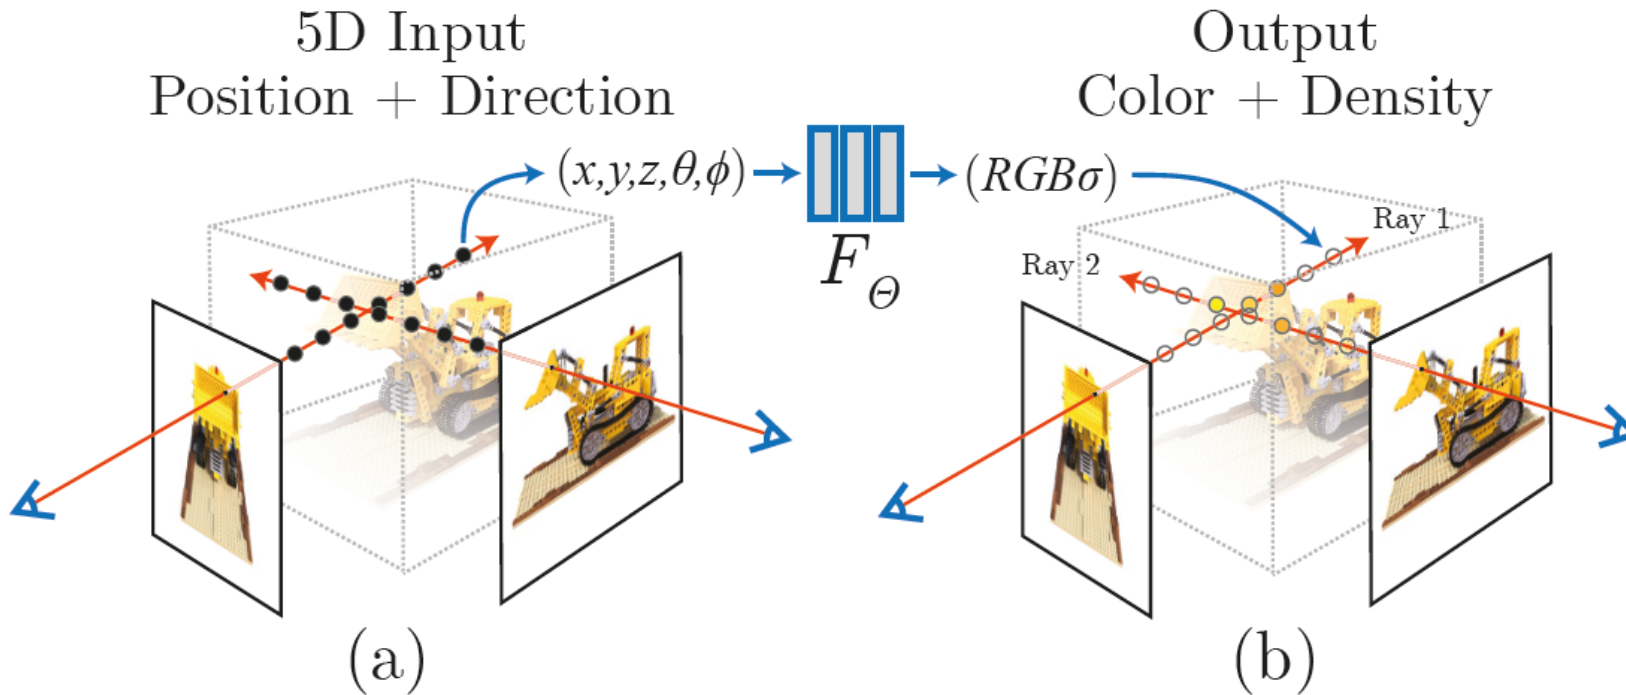 5D Input
Position + Direction
Output
Color + Density
(x,y,z,θ,ϕ)
F_Θ
(RGBσ)
Ray 1
Ray 2
(a)
(b)